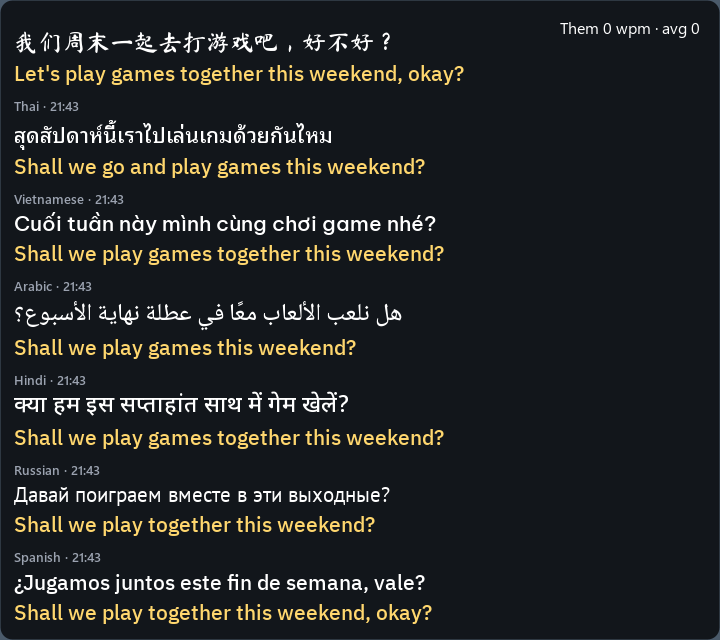 Them 0 wpm · avg 0
我们周末一起去打游戏吧，好不好？
Let's play games together this weekend, okay?
Thai · 21:43
สุดสัปดาห์นี้เราไปเล่นเกมด้วยกันไหม
Shall we go and play games this weekend?
Vietnamese · 21:43
Cuối tuần này mình cùng chơi game nhé?
Shall we play games together this weekend?
Arabic · 21:43
هل نلعب الألعاب معًا في عطلة نهاية الأسبوع؟
Shall we play games this weekend?
Hindi · 21:43
क्या हम इस सप्ताहांत साथ में गेम खेलें?
Shall we play games together this weekend?
Russian · 21:43
Давай поиграем вместе в эти выходные?
Shall we play together this weekend?
Spanish · 21:43
¿Jugamos juntos este fin de semana, vale?
Shall we play together this weekend, okay?